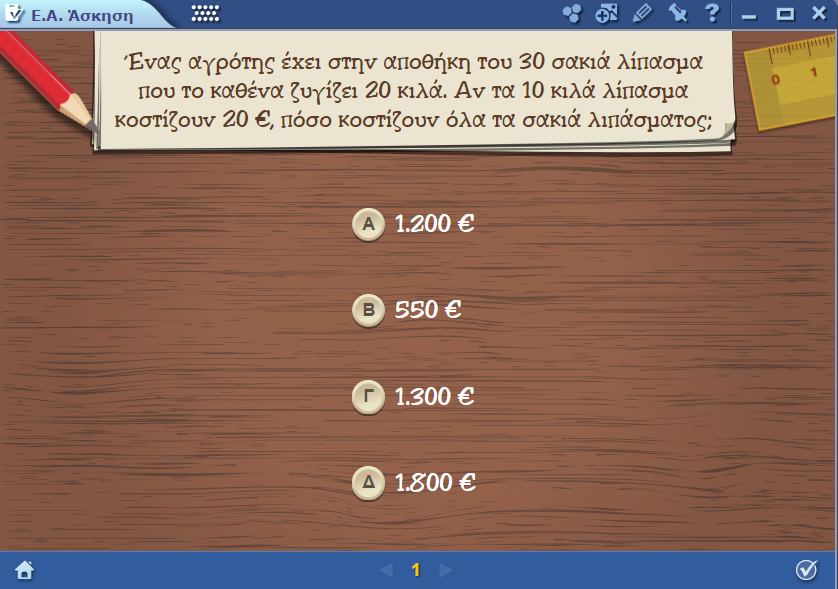 Ε.Α. Άσκηση
Ένας αγρότης έχει στην αποθήκη του 30 σακιά λίπασμα
που το καθένα ζυγίζει 20 κιλά. Αν τα 10 κιλά λίπασμα
κοστίζουν 20 €, πόσο κοστίζουν όλα τα σακιά λιπάσματος;
0 1
Α 1.200 €
Β 550 €
Γ 1.300 €
Δ 1.800 €
1